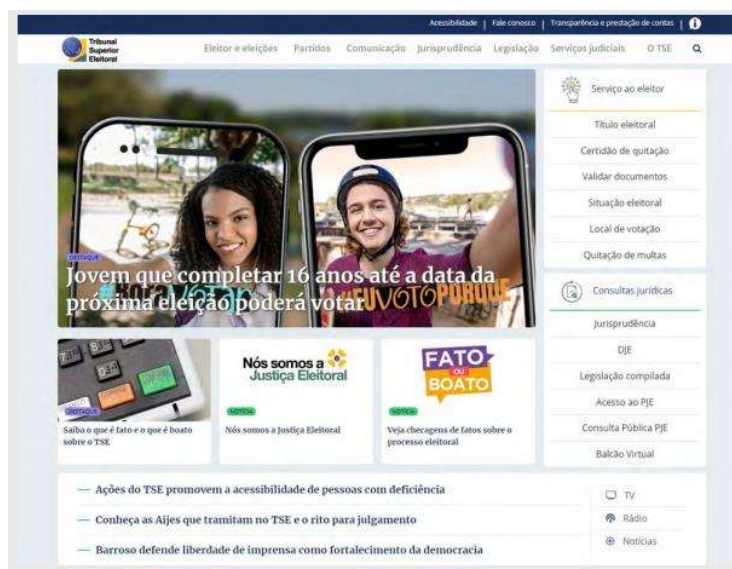 Acessibilidade | Fale conosco | Transparência e prestação de contas |
Tribunal
Superior
Eleitoral
Eleitor e eleições Partidos Comunicação Jurisprudência Legislação Serviços judiciais O TSE
DESTAQUE
Jovem que completar 16 anos até a data da
próxima eleição poderá votar
#EUVOTOPORQUE
Serviço ao eleitor
Título eleitoral
Certidão de quitação
Validar documentos
Situação eleitoral
Local de votação
Quitação de multas
Consultas jurídicas
Jurisprudência
DJE
Legislação compilada
Acesso ao PJE
Consulta Pública PJE
Balcão Virtual
DESTAQUE
Saiba o que é fato e o que é boato
sobre o TSE
Nós somos a
Justiça Eleitoral
NOTÍCIA
Nós somos a Justiça Eleitoral
FATO
OU
BOATO
NOTÍCIA
Veja checagens de fatos sobre o
processo eleitoral
Ações do TSE promovem a acessibilidade de pessoas com deficiência
Conheça as Aijes que tramitam no TSE e o rito para julgamento
Barroso defende liberdade de imprensa como fortalecimento da democracia
TV
Rádio
Notícias